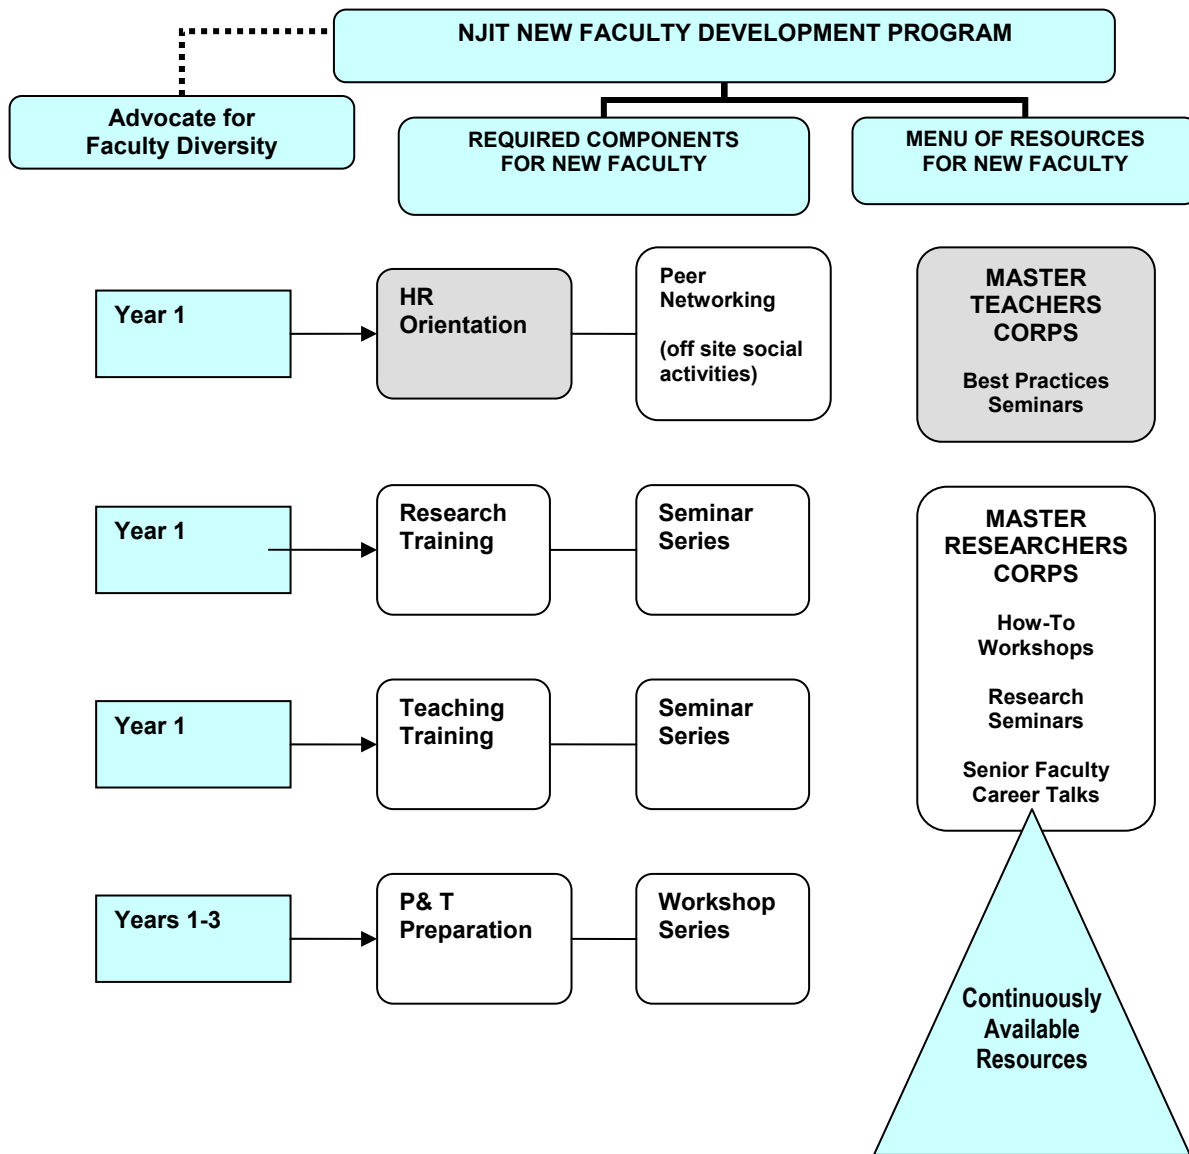 NJIT NEW FACULTY DEVELOPMENT PROGRAM
Advocate for
Faculty Diversity
REQUIRED COMPONENTS
FOR NEW FACULTY
MENU OF RESOURCES
FOR NEW FACULTY
Year 1
HR
Orientation
Peer
Networking
(off site social
activities)
MASTER
TEACHERS
CORPS
Best Practices
Seminars
Year 1
Research
Training
Seminar
Series
MASTER
RESEARCHERS
CORPS
How-To
Workshops
Research
Seminars
Senior Faculty
Career Talks
Year 1
Teaching
Training
Seminar
Series
Years 1-3
P& T
Preparation
Workshop
Series
Continuously
Available
Resources